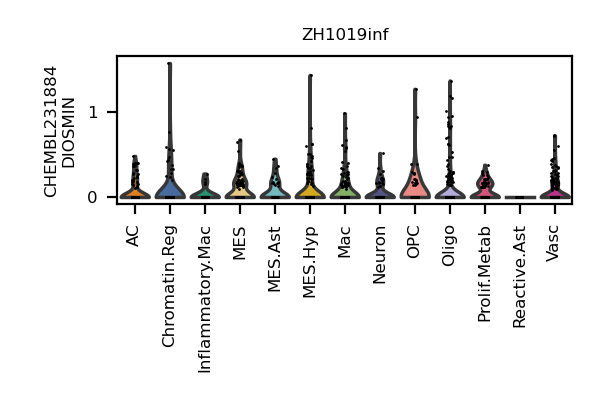 ZH1019inf
CHEMBL231884
DIOSMIN
1
0
AC
Chromatin.Reg
Inflammatory.Mac
MES
MES.Ast
MES.Hyp
Mac
Neuron
OPC
Oligo
Prolif.Metab
Reactive.Ast
Vasc